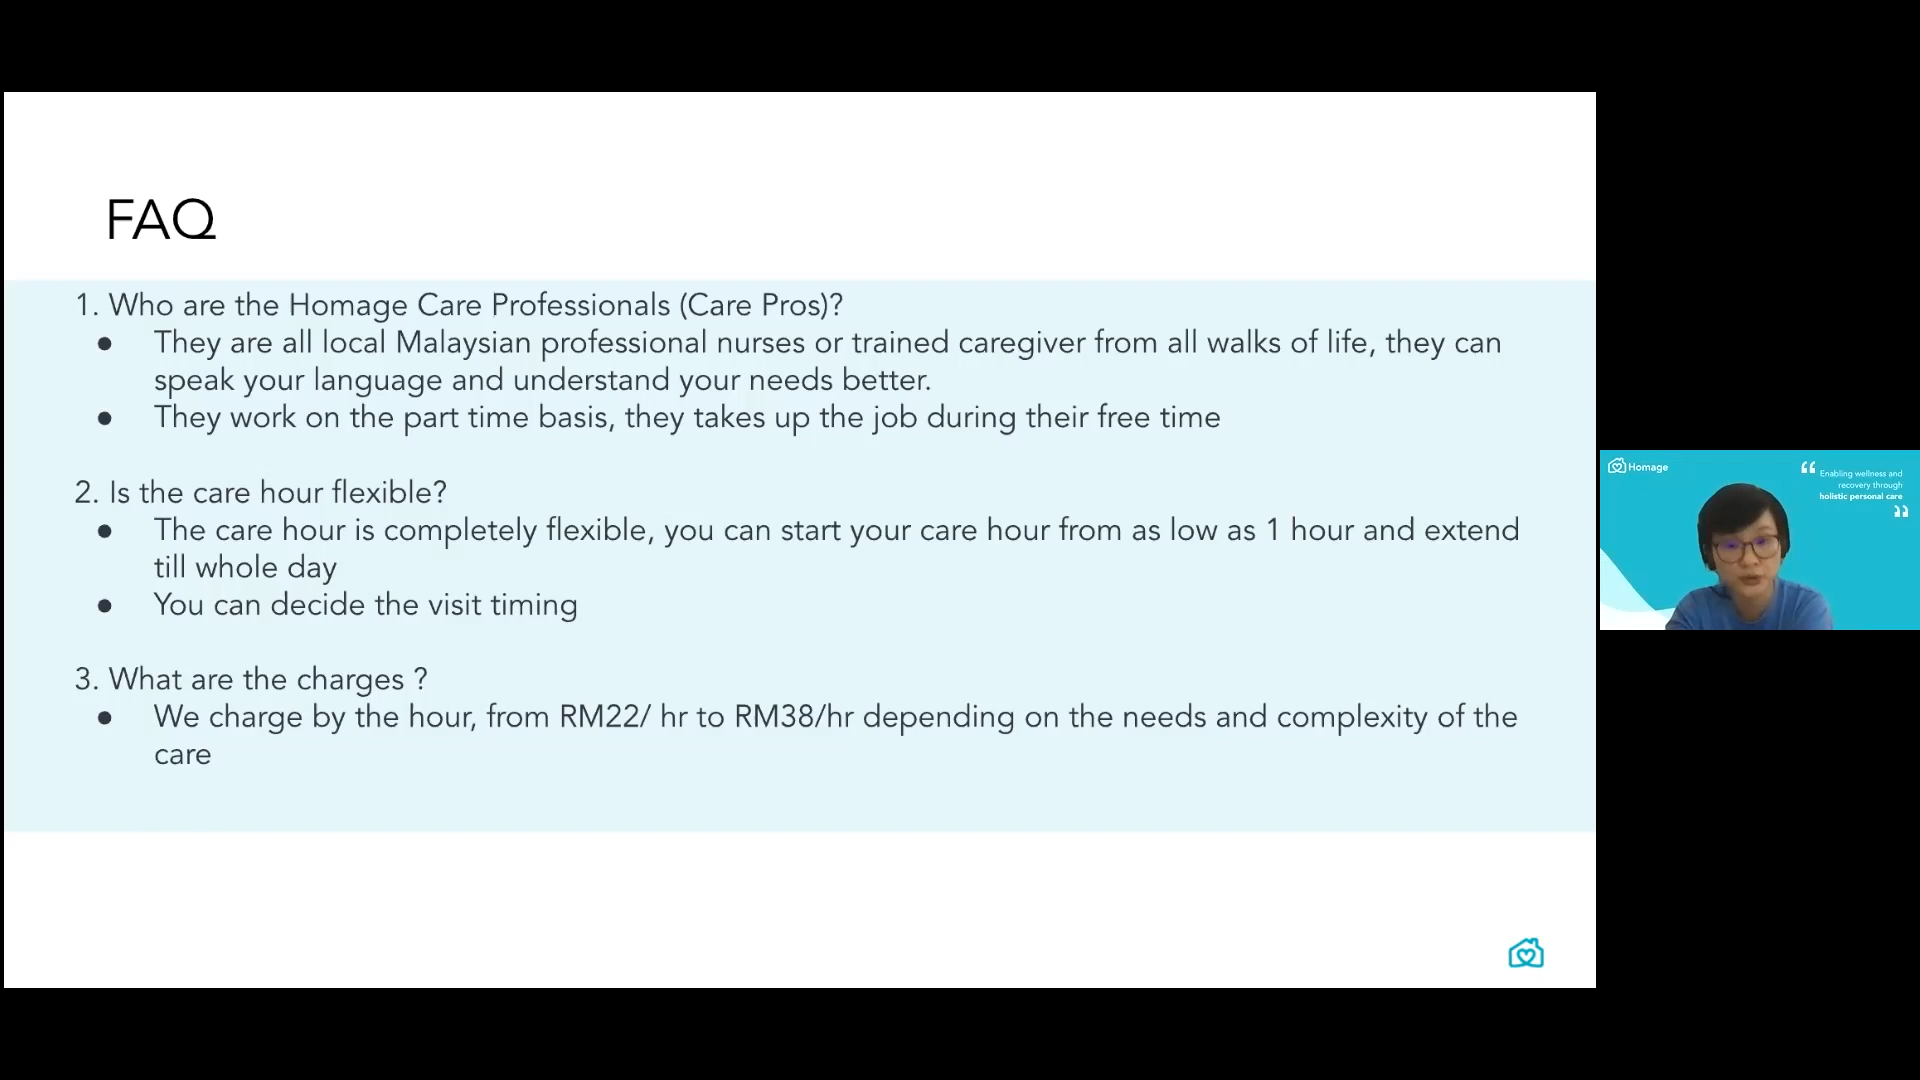 FAQ
1. Who are the Homage Care Professionals (Care Pros)?
● They are all local Malaysian professional nurses or trained caregiver from all walks of life, they can
speak your language and understand your needs better.
● They work on the part time basis, they takes up the job during their free time
2. Is the care hour flexible?
● The care hour is completely flexible, you can start your care hour from as low as 1 hour and extend
till whole day
● You can decide the visit timing
3. What are the charges ?
● We charge by the hour, from RM22/ hr to RM38/hr depending on the needs and complexity of the
care
Homage
“ Enabling wellness and
recovery through
holistic personal care
”